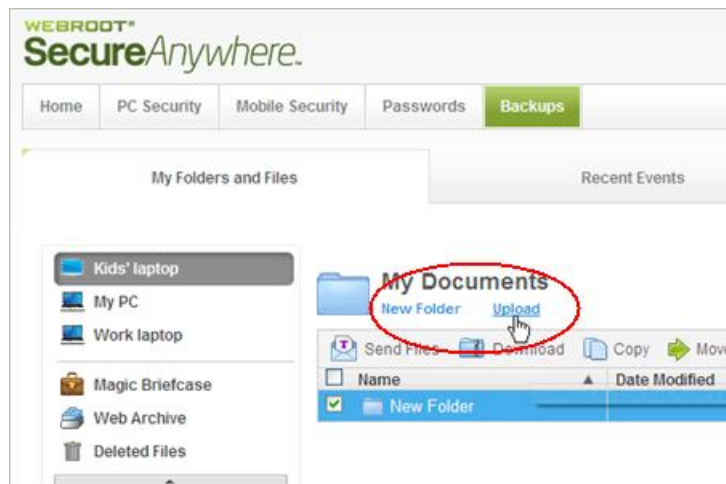 WEBROOT®
SecureAnywhere™
Home PC Security Mobile Security Passwords Backups
My Folders and Files Recent Events
Kids' laptop
My PC
Work laptop
Magic Briefcase
Web Archive
Deleted Files
My Documents
New Folder Upload
Send Files Download Copy Move
Name Date Modified
New Folder